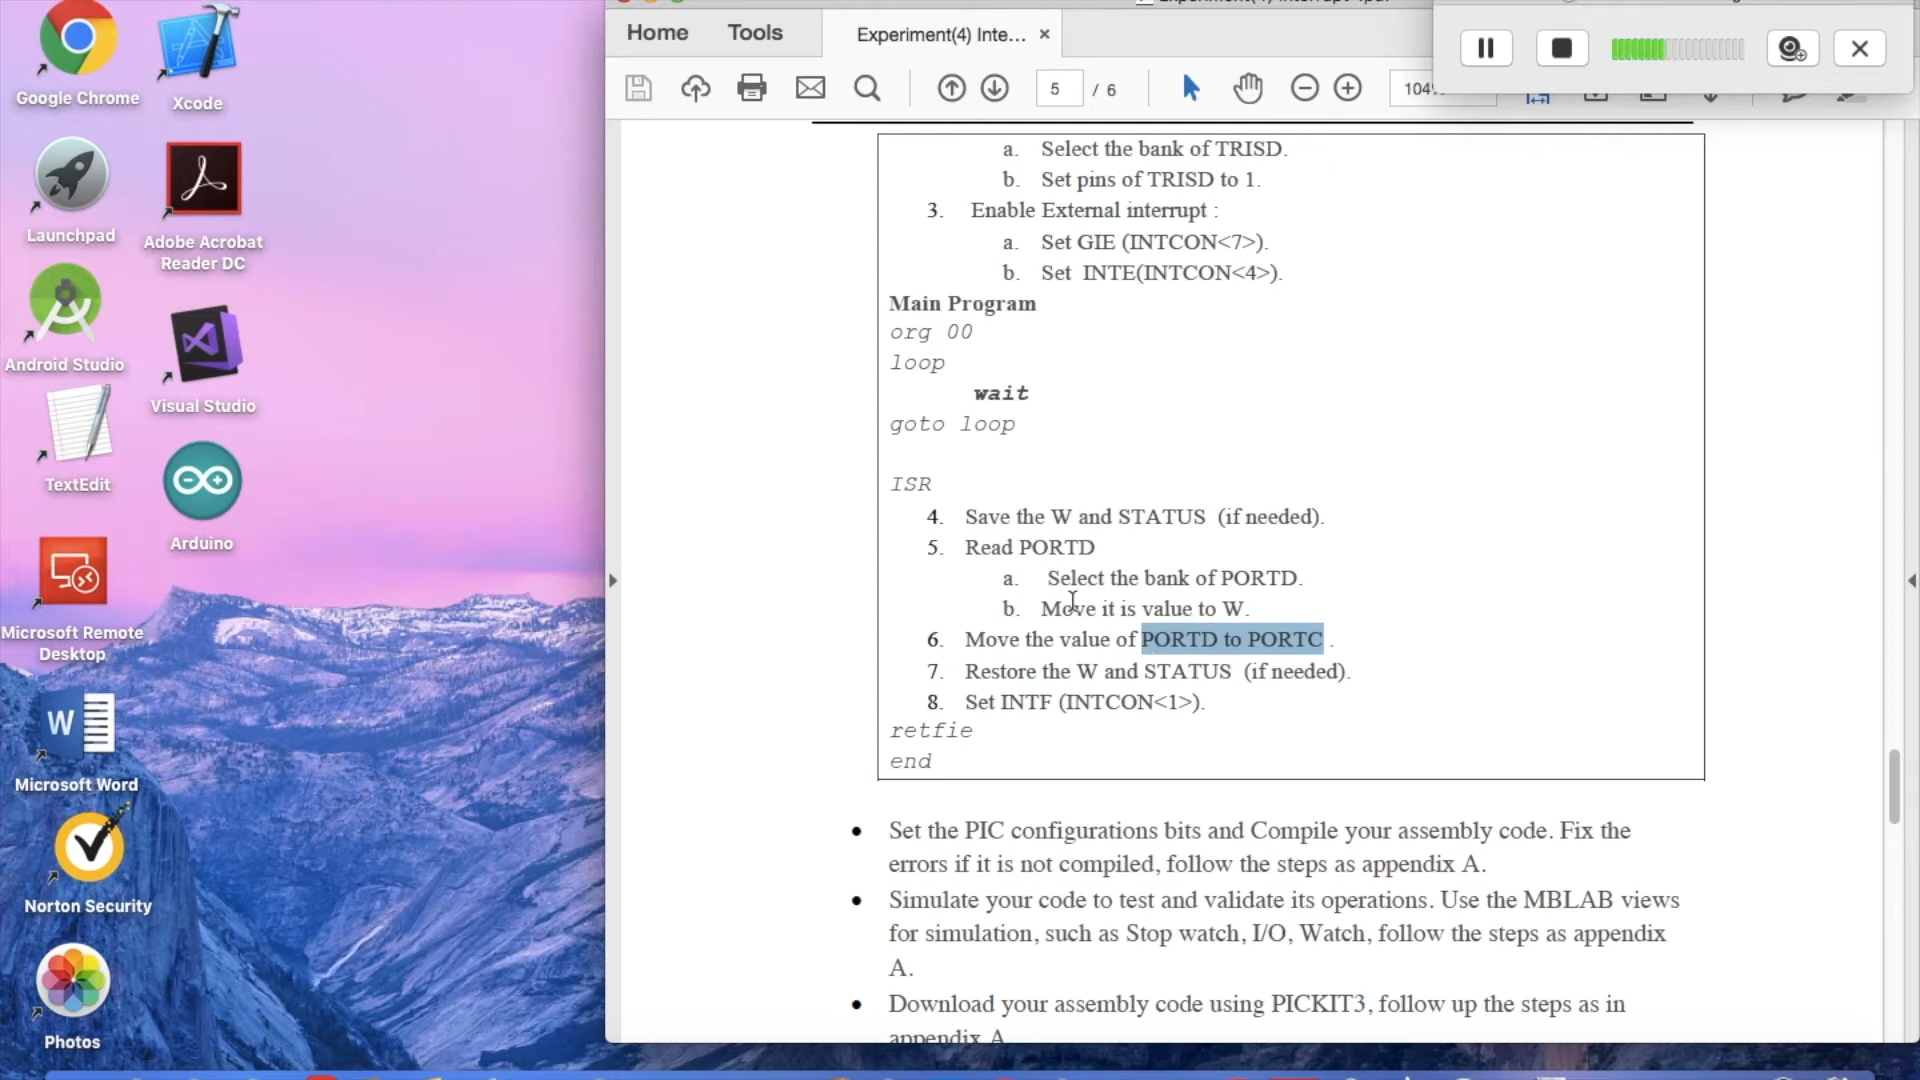 Google Chrome
Xcode
Launchpad
Adobe Acrobat
Reader DC
Android Studio
Visual Studio
TextEdit
Arduino
Microsoft Remote
Desktop
W
Microsoft Word
Norton Security
Photos
Home
Tools
Experiment(4) Inte...
5
/ 6
a. Select the bank of TRISD.
b. Set pins of TRISD to 1.
3. Enable External interrupt :
a. Set GIE (INTCON<7>).
b. Set INTE(INTCON<4>).
Main Program
org 00
loop
wait
goto loop
ISR
4. Save the W and STATUS (if needed).
5. Read PORTD
a. Select the bank of PORTD.
b. Move it is value to W.
6. Move the value of PORTD to PORTC .
7. Restore the W and STATUS (if needed).
8. Set INTF (INTCON<1>).
retfie
end
• Set the PIC configurations bits and Compile your assembly code. Fix the
errors if it is not compiled, follow the steps as appendix A.
• Simulate your code to test and validate its operations. Use the MBLAB views
for simulation, such as Stop watch, I/O, Watch, follow the steps as appendix
A.
• Download your assembly code using PICKIT3, follow up the steps as in
appendix A